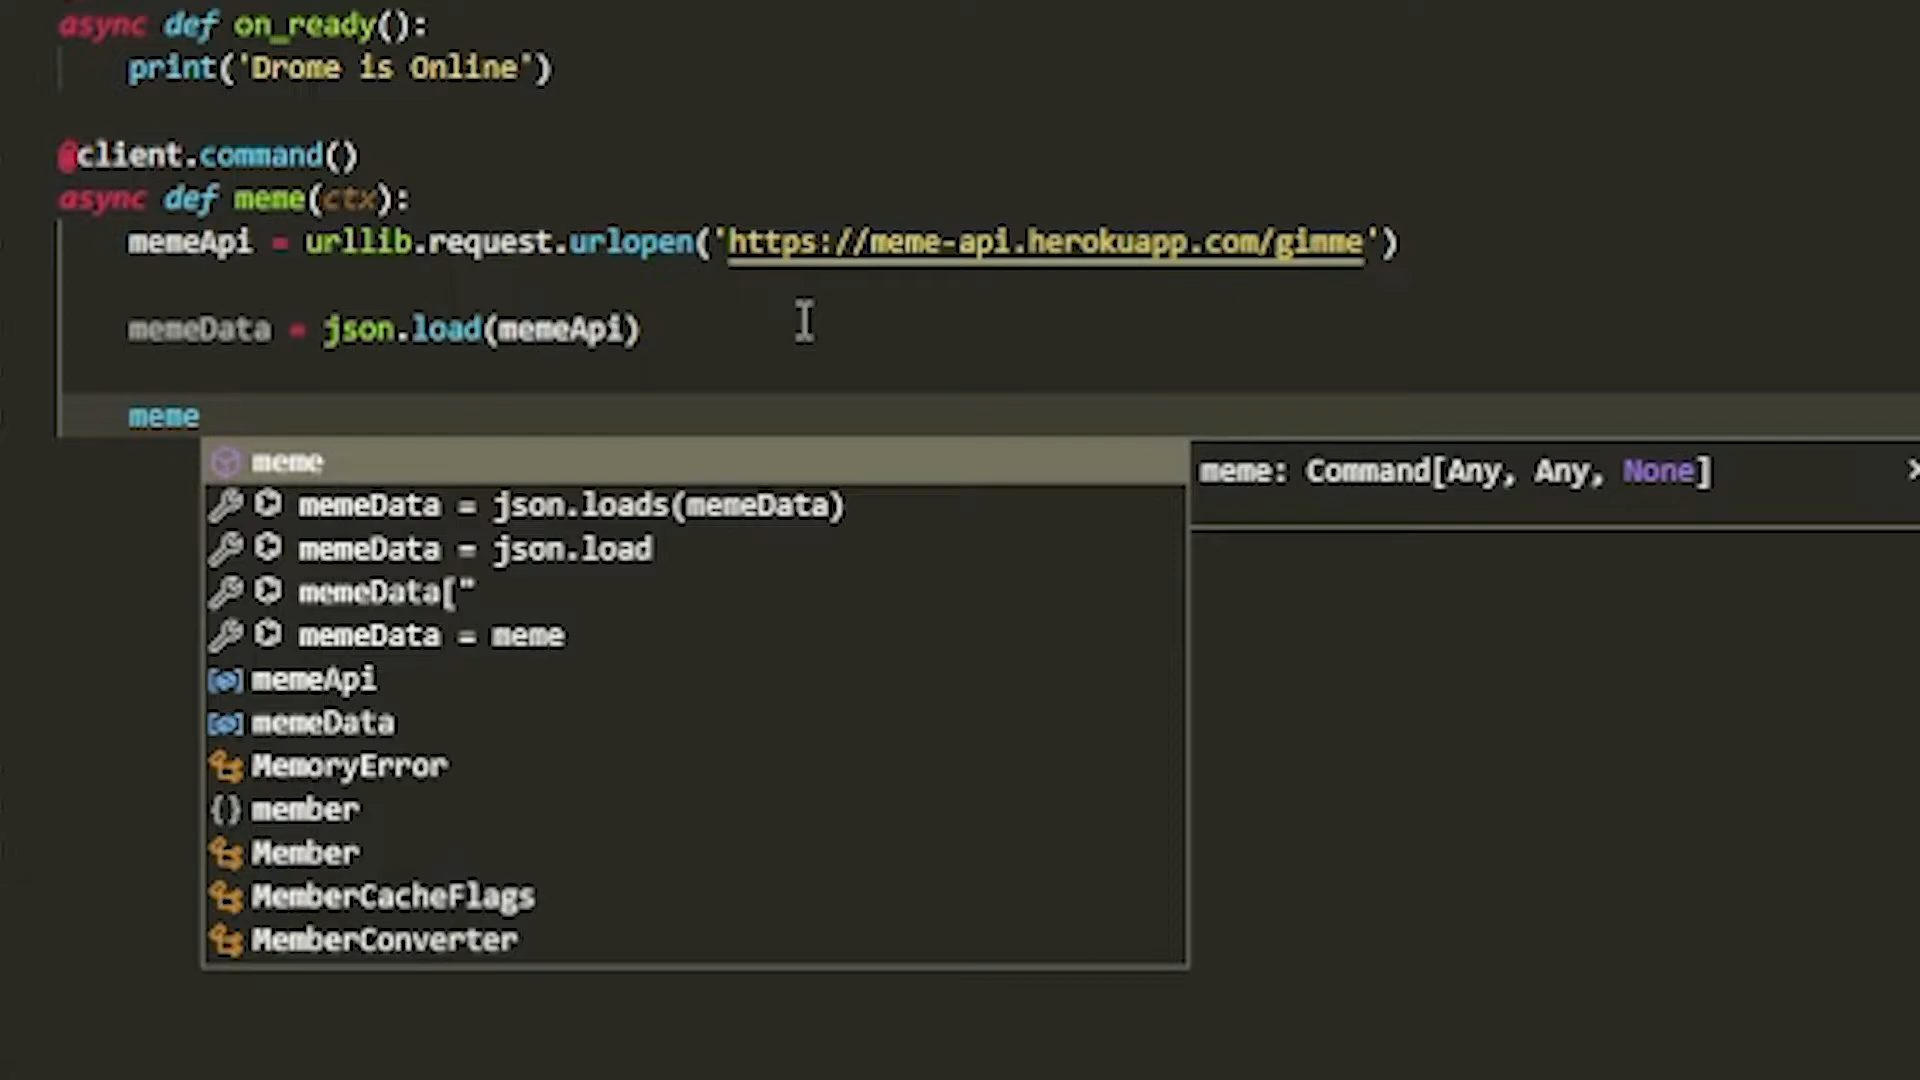 async def on_ready():
print('Drome is Online')
@client.command()
async def meme(ctx):
memeApi = urllib.request.urlopen('https://meme-api.herokuapp.com/gimme')
memeData = json.load(memeApi)
meme
meme
meme: Command[Any, Any, None]
memeData = json.loads(memeData)
memeData = json.load
memeData["
memeData = meme
memeApi
memeData
MemoryError
member
Member
MemberCacheFlags
MemberConverter